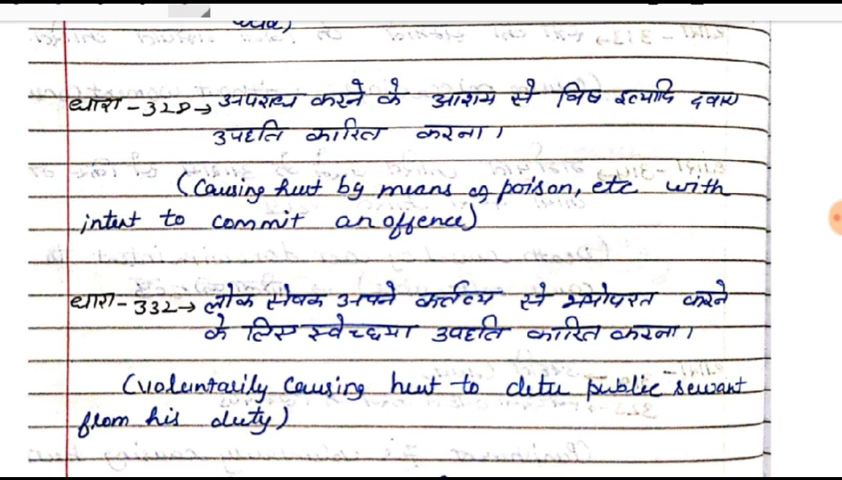 धारा - 328 → अपराध करने के आशय से विष इत्यादि द्वारा
उपहति कारित करना।
(Causing hurt by means of poison, etc with
intent to commit an offence)
धारा - 332 → लोक सेवक अपने कर्तव्य से भयोपरत करने
के लिए स्वेच्छया उपहति कारित करना।
(voluntarily causing hurt to deter public servant
from his duty)